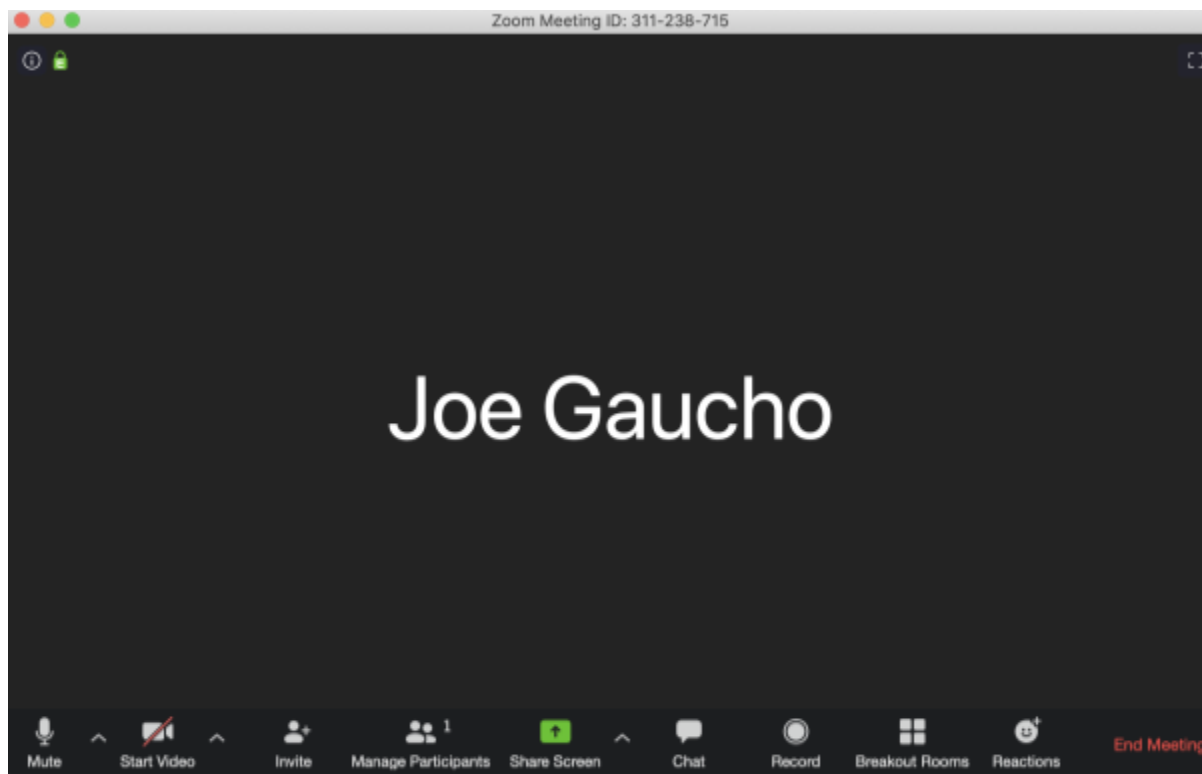 Zoom Meeting ID: 311-238-715
Joe Gaucho
1
Mute Start Video Invite Manage Participants Share Screen Chat Record Breakout Rooms Reactions End Meeting